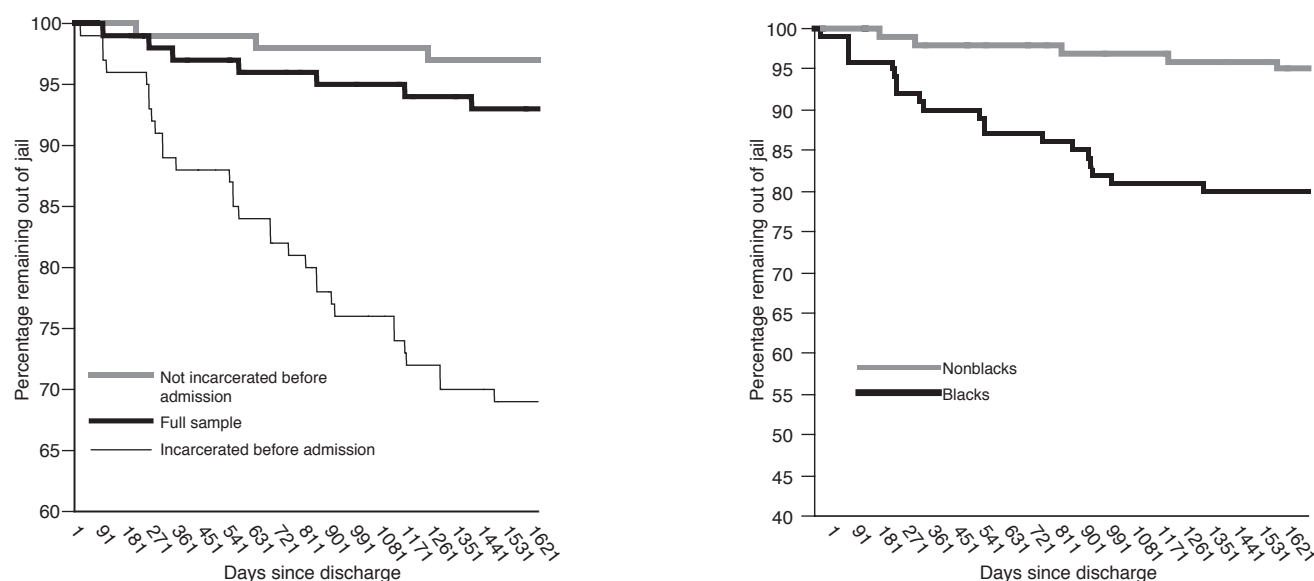 Percentage remaining out of jail
100
95
90
85
80
75
70
65
60
Not incarcerated before
admission
Full sample
Incarcerated before admission
1 91 181 271 361 451 541 631 721 811 901 991 1081 1171 1261 1351 1441 1531 1621
Days since discharge
Percentage remaining out of jail
100
95
90
85
80
75
70
65
60
55
50
45
40
Nonblacks
Blacks
1 91 181 271 361 451 541 631 721 811 901 991 1081 1171 1261 1351 1441 1531 1621
Days since discharge